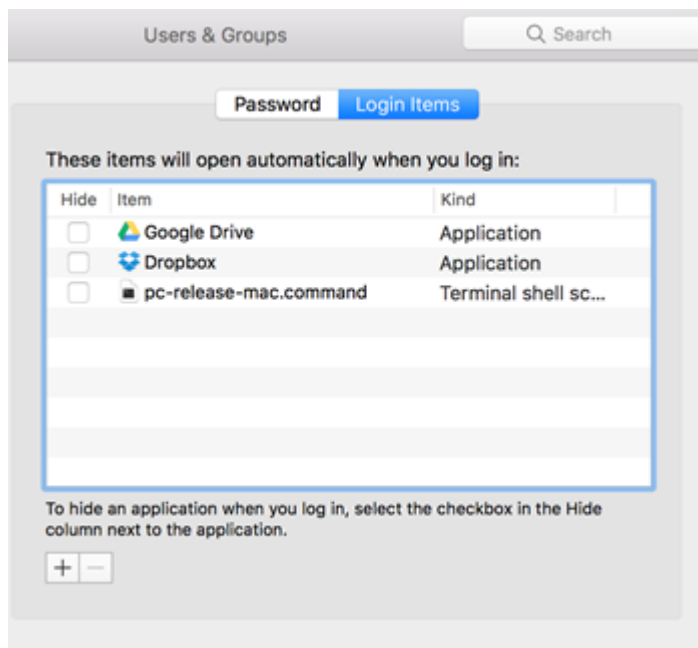 Users & Groups
Search
Password
Login Items
These items will open automatically when you log in:
Hide Item Kind
Google Drive Application
Dropbox Application
pc-release-mac.command Terminal shell sc...
To hide an application when you log in, select the checkbox in the Hide
column next to the application.
+ −